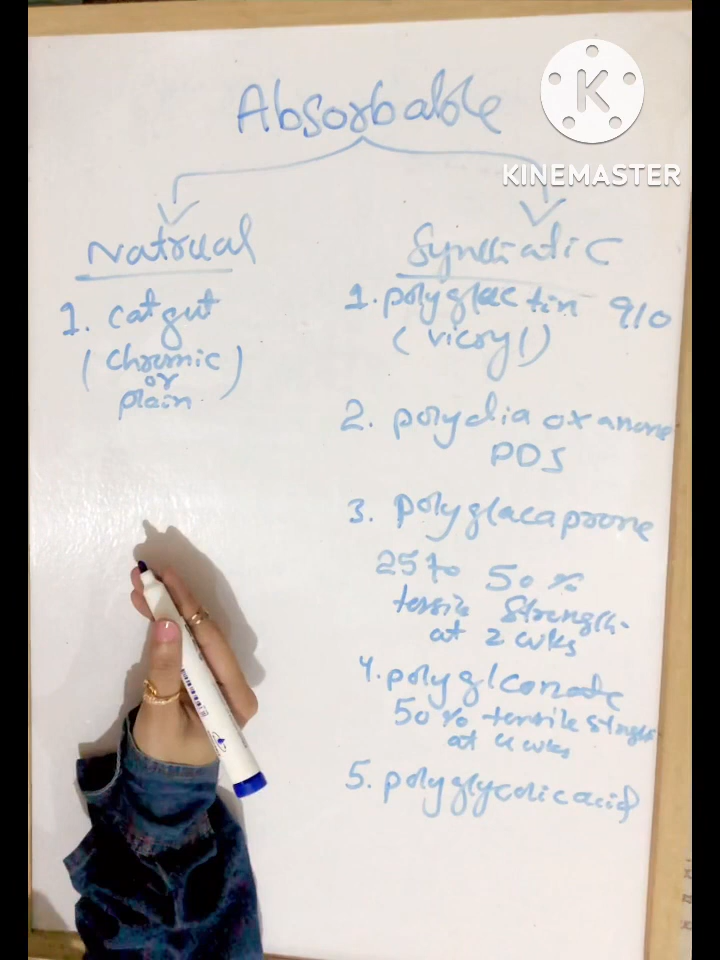 Absorbable
K
KINEMASTER
Natrual
1. catgut
(chromic
or
plain)
Synthatic
1. polyglactin 910
(vicryl)
2. polydiaoxanone
PDS
3. polyglacaprone
25 to 50 %
tensile strength
at 2 wks
4. polyglconate
50 % tensile
at 4 wks
5. polyglycolic acid